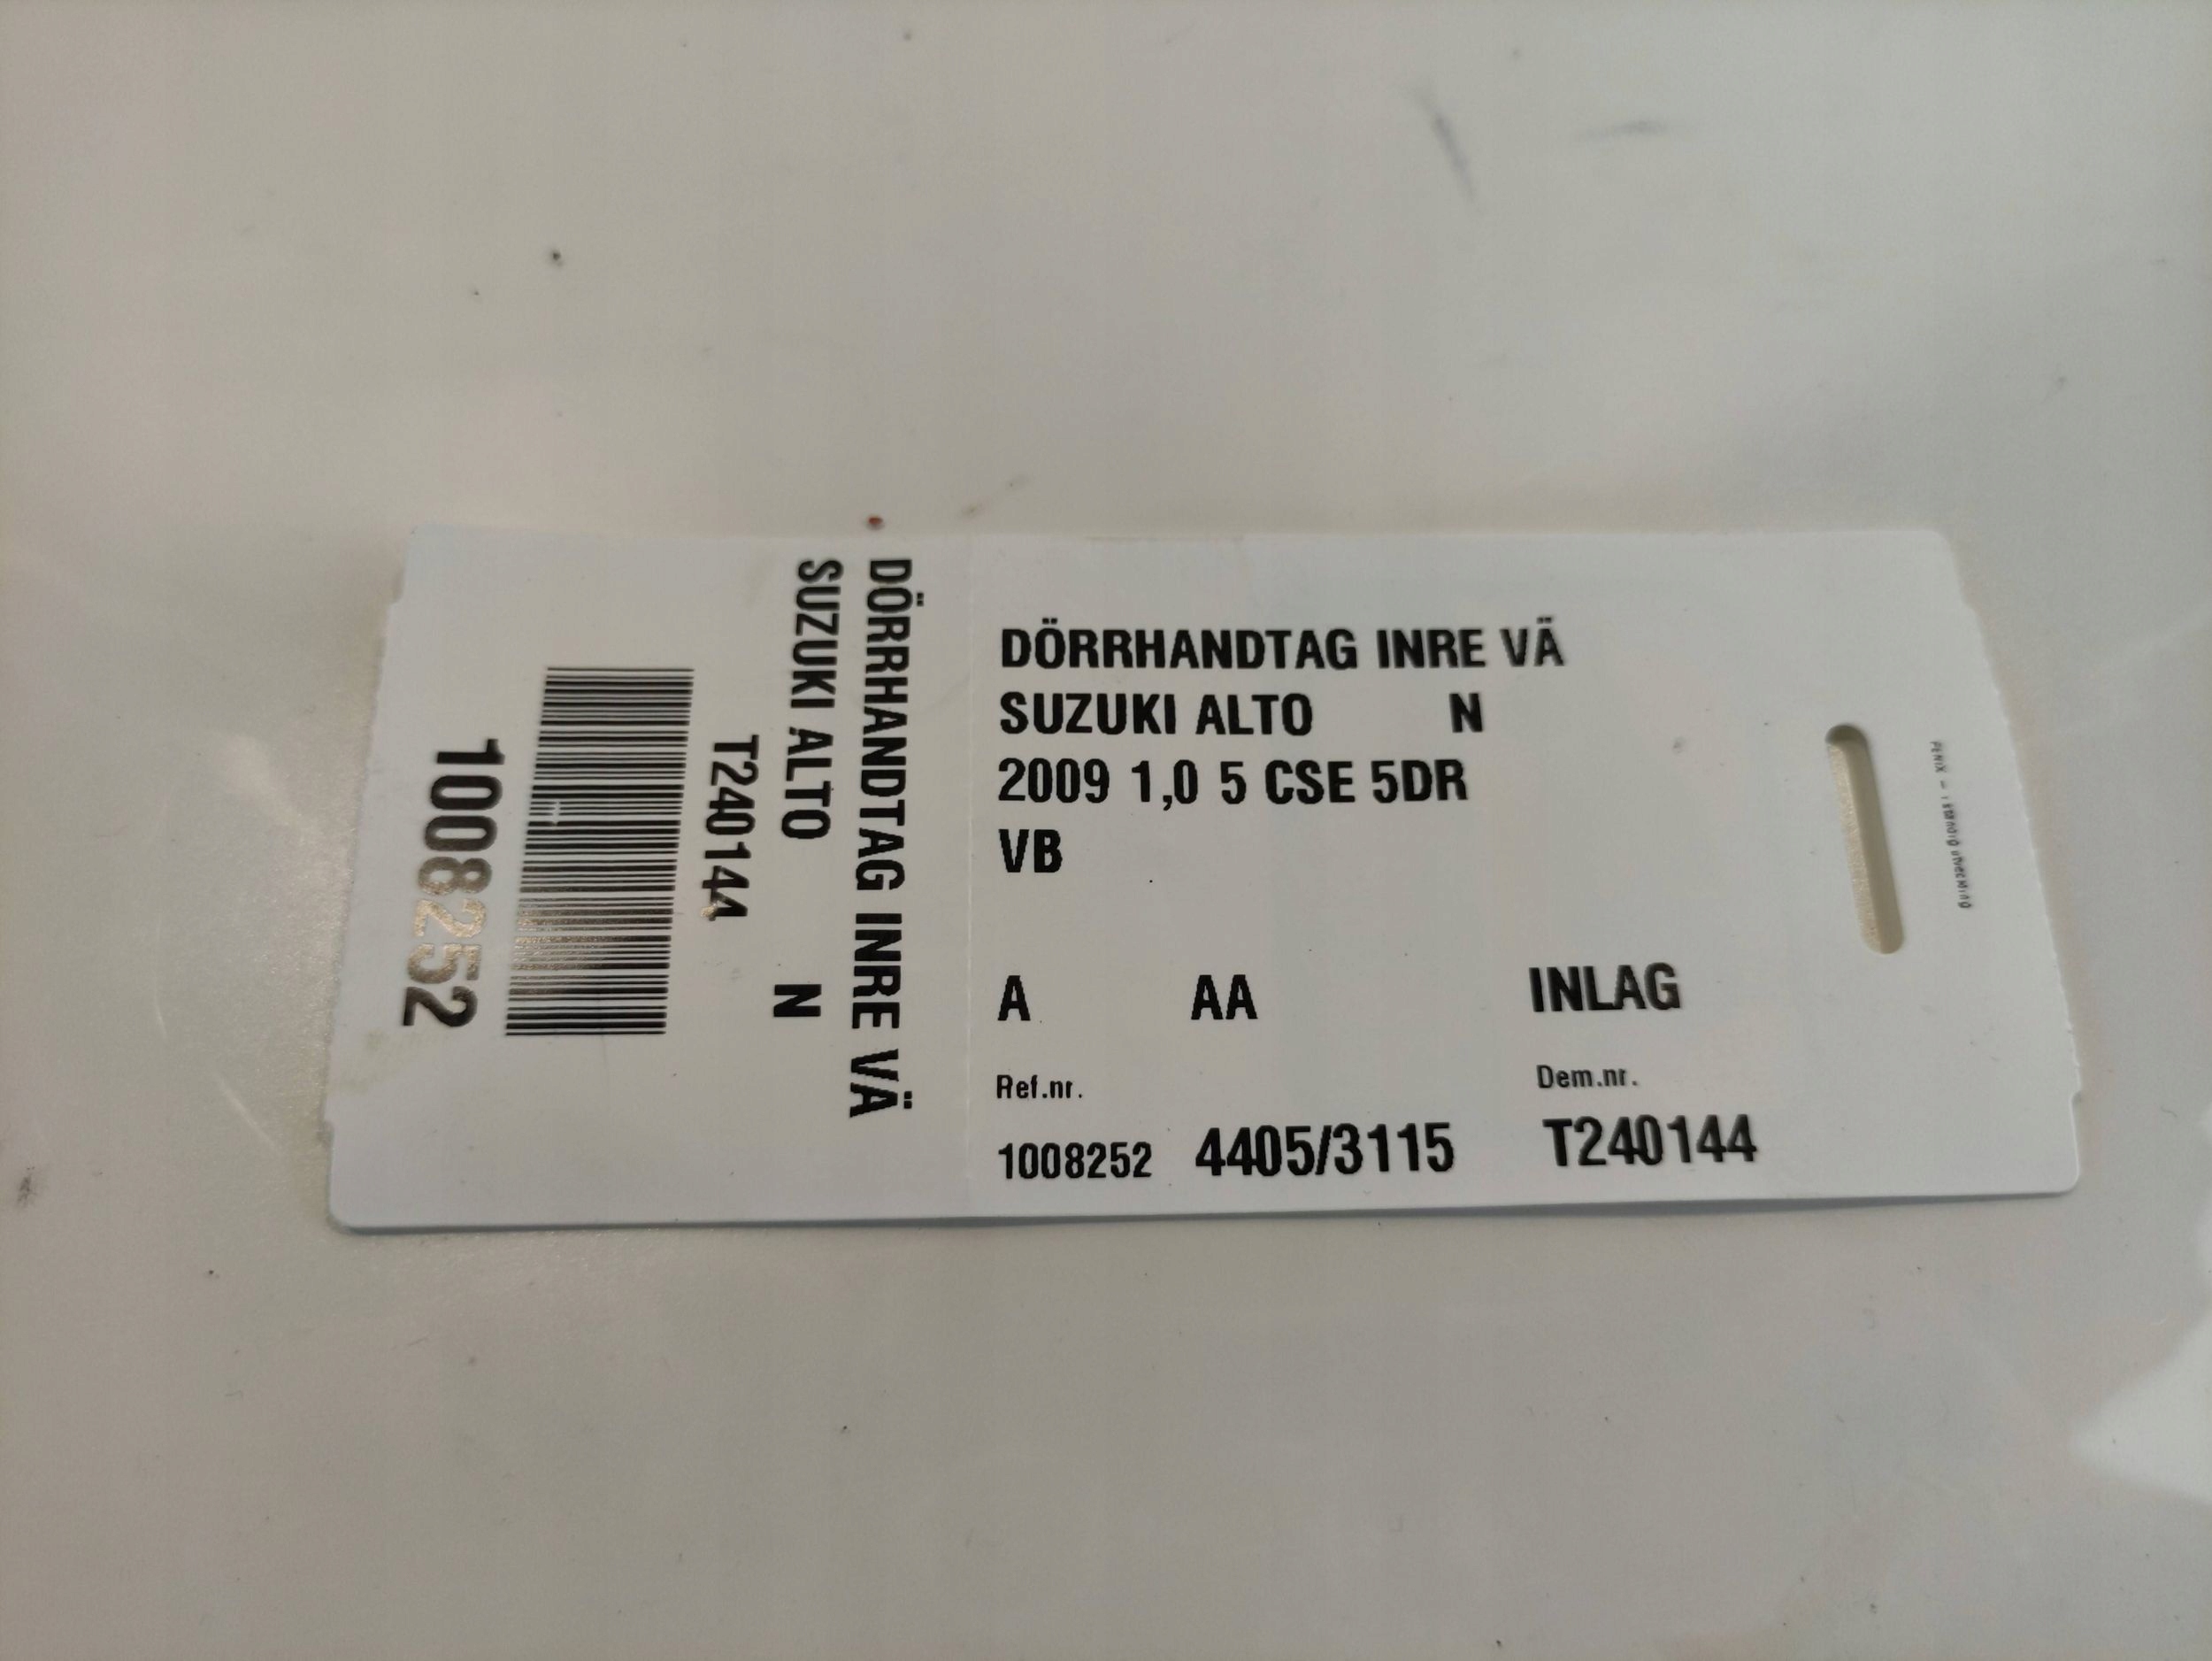 DÖRRHANDTAG INRE VÄ
SUZUKI ALTO N
T240144
1008252
DÖRRHANDTAG INRE VÄ
SUZUKI ALTO N
2009 1,0 5 CSE 5DR
VB
A AA INLAG
Ref.nr. Dem.nr.
1008252 4405/3115 T240144